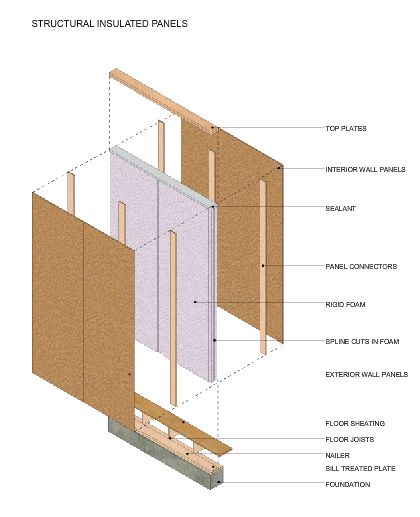 STRUCTURAL INSULATED PANELS
TOP PLATES
INTERIOR WALL PANELS
SEALANT
PANEL CONNECTORS
RIGID FOAM
SPLINE CUTS IN FOAM
EXTERIOR WALL PANELS
FLOOR SHEATING
FLOOR JOISTS
NAILER
SILL TREATED PLATE
FOUNDATION